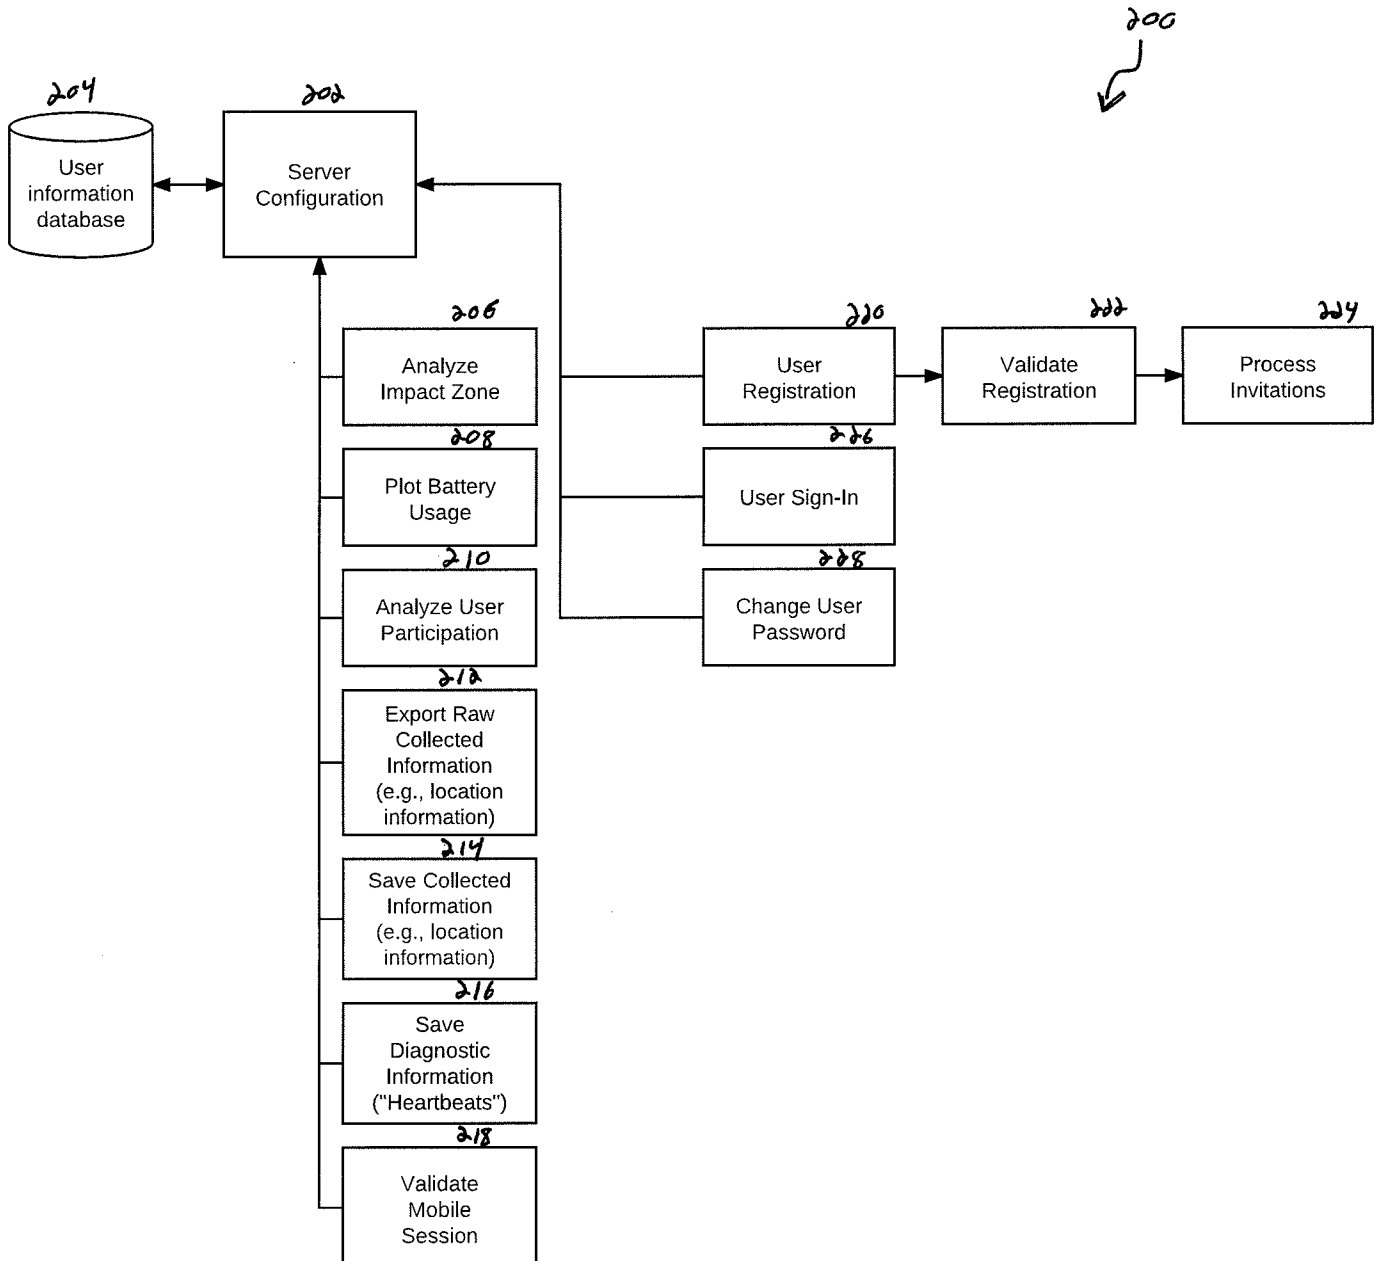 200
204
202
User
information
database
Server
Configuration
206
Analyze
Impact Zone
220
User
Registration
222
Validate
Registration
224
Process
Invitations
208
Plot Battery
Usage
226
User Sign-In
210
Analyze User
Participation
228
Change User
Password
212
Export Raw
Collected
Information
(e.g., location
information)
214
Save Collected
Information
(e.g., location
information)
216
Save
Diagnostic
Information
("Heartbeats")
218
Validate
Mobile
Session